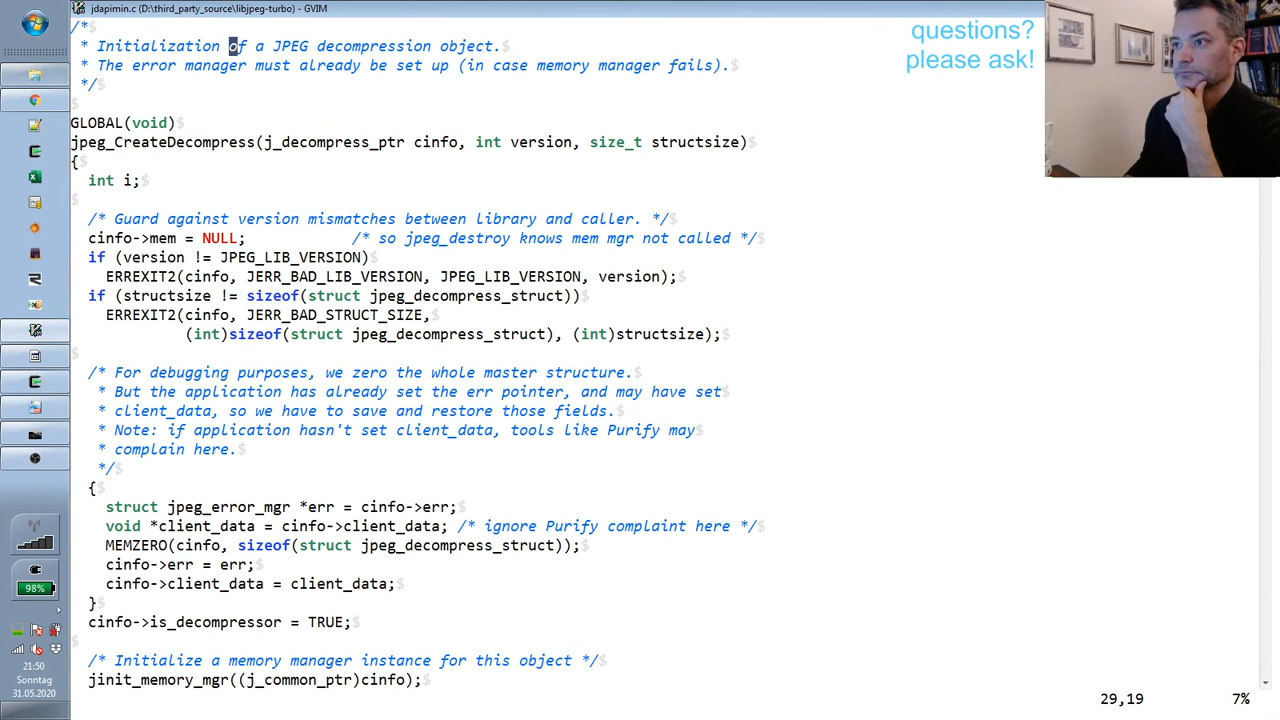 jdapimin.c (D:\third_party_source\libjpeg-turbo) - GVIM
/*$
 * Initialization of a JPEG decompression object.$
 * The error manager must already be set up (in case memory manager fails).$
 */$
$
GLOBAL(void)$
jpeg_CreateDecompress(j_decompress_ptr cinfo, int version, size_t structsize)$
{$
  int i;$
$
  /* Guard against version mismatches between library and caller. */$
  cinfo->mem = NULL;            /* so jpeg_destroy knows mem mgr not called */$
  if (version != JPEG_LIB_VERSION)$
    ERREXIT2(cinfo, JERR_BAD_LIB_VERSION, JPEG_LIB_VERSION, version);$
  if (structsize != sizeof(struct jpeg_decompress_struct))$
    ERREXIT2(cinfo, JERR_BAD_STRUCT_SIZE,$
             (int)sizeof(struct jpeg_decompress_struct), (int)structsize);$
$
  /* For debugging purposes, we zero the whole master structure.$
   * But the application has already set the err pointer, and may have set$
   * client_data, so we have to save and restore those fields.$
   * Note: if application hasn't set client_data, tools like Purify may$
   * complain here.$
   */$
  {$
    struct jpeg_error_mgr *err = cinfo->err;$
    void *client_data = cinfo->client_data; /* ignore Purify complaint here */$
    MEMZERO(cinfo, sizeof(struct jpeg_decompress_struct));$
    cinfo->err = err;$
    cinfo->client_data = client_data;$
  }$
  cinfo->is_decompressor = TRUE;$
$
  /* Initialize a memory manager instance for this object */$
  jinit_memory_mgr((j_common_ptr)cinfo);$
29,19
7%
questions?
please ask!
98%
21:50
Sonntag
31.05.2020